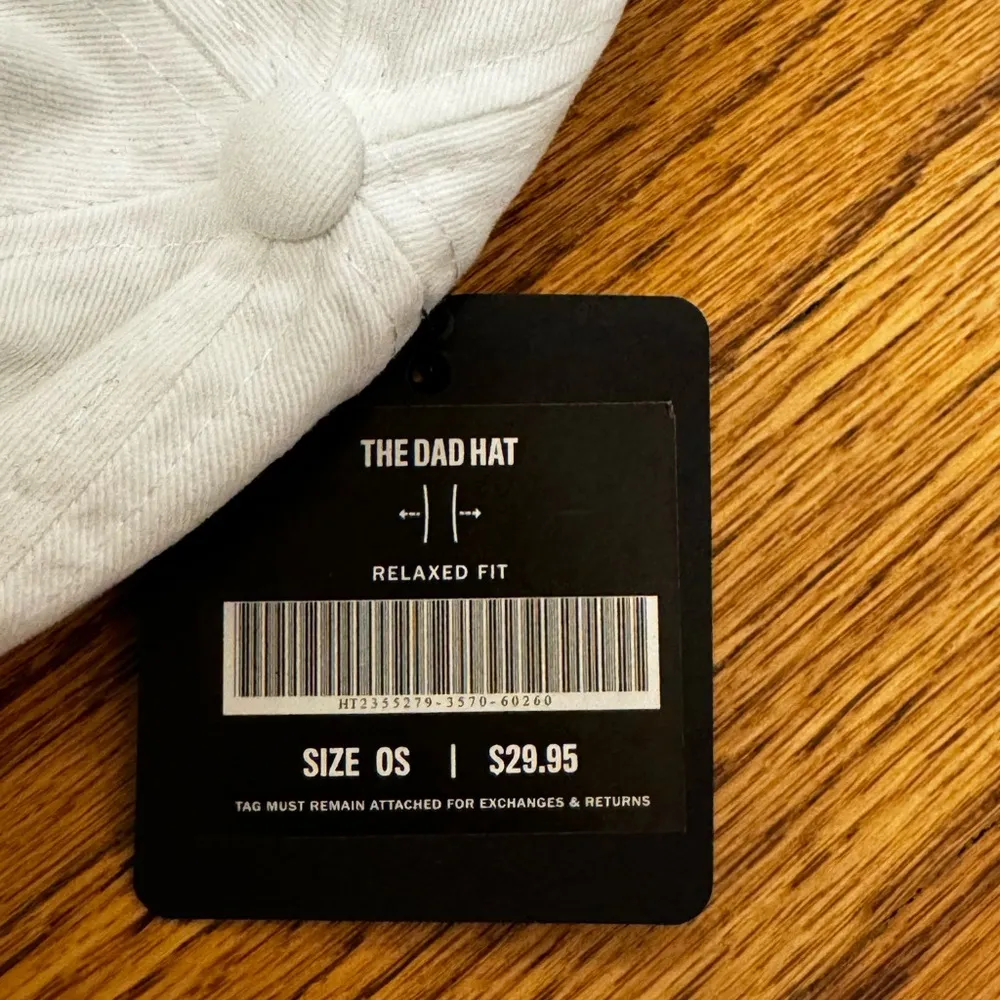 THE DAD HAT
RELAXED FIT
HT2355279-3570-60260
SIZE OS | $29.95
TAG MUST REMAIN ATTACHED FOR EXCHANGES & RETURNS